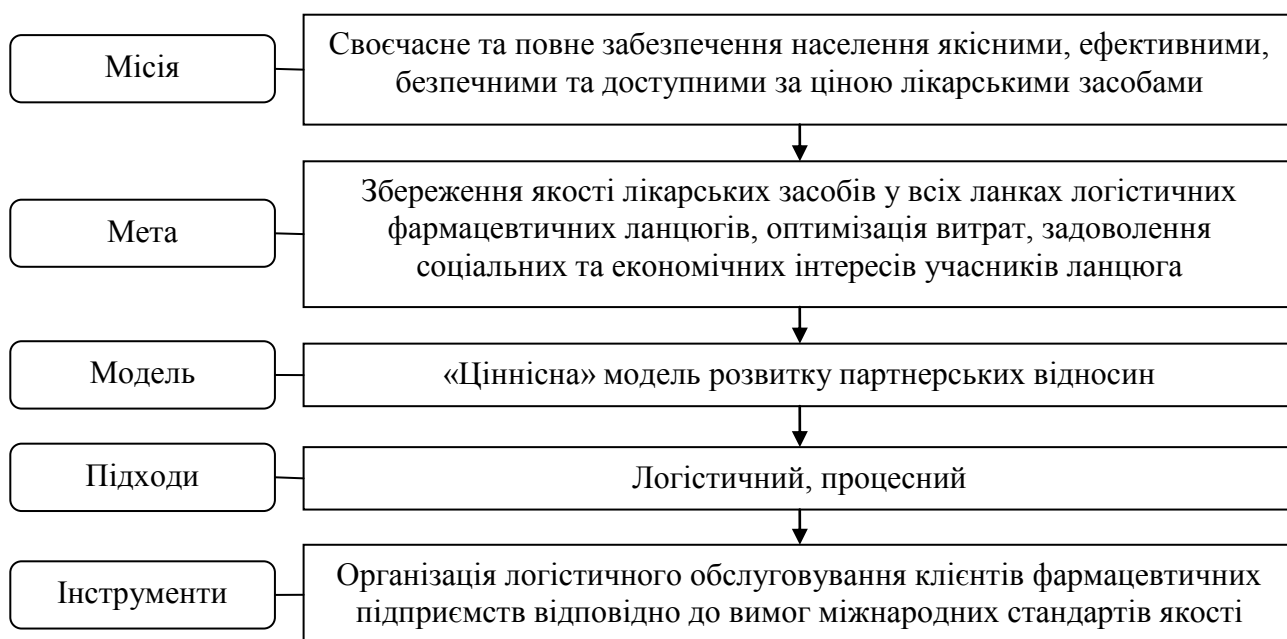 Місія
Своєчасне та повне забезпечення населення якісними, ефективними,
безпечними та доступними за ціною лікарськими засобами
Мета
Збереження якості лікарських засобів у всіх ланках логістичних
фармацевтичних ланцюгів, оптимізація витрат, задоволення
соціальних та економічних інтересів учасників ланцюга
Модель
«Ціннісна» модель розвитку партнерських відносин
Підходи
Логістичний, процесний
Інструменти
Організація логістичного обслуговування клієнтів фармацевтичних
підприємств відповідно до вимог міжнародних стандартів якості